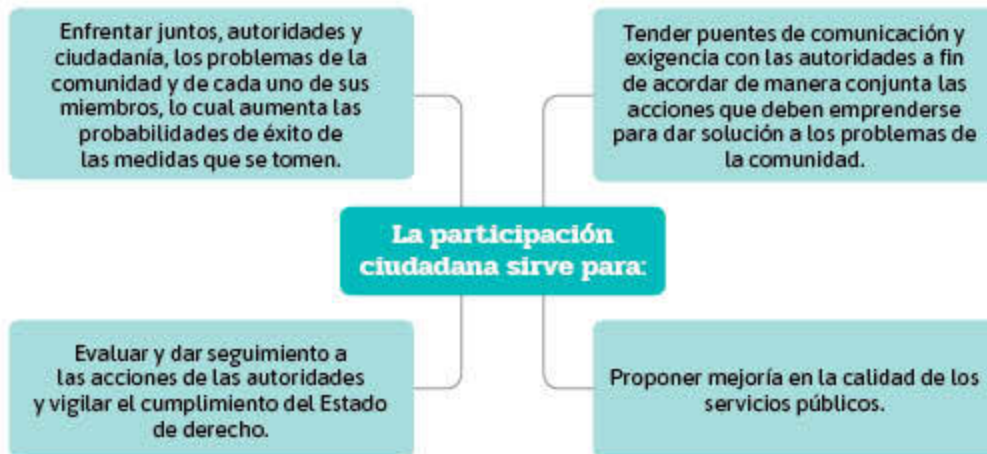 Enfrentar juntos, autoridades y
ciudadanía, los problemas de la
comunidad y de cada uno de sus
miembros, lo cual aumenta las
probabilidades de éxito de
las medidas que se tomen.
Tender puentes de comunicación y
exigencia con las autoridades a fin
de acordar de manera conjunta las
acciones que deben emprenderse
para dar solución a los problemas de
la comunidad.
La participación
ciudadana sirve para:
Evaluar y dar seguimiento a
las acciones de las autoridades
y vigilar el cumplimiento del Estado
de derecho.
Proponer mejoría en la calidad de los
servicios públicos.